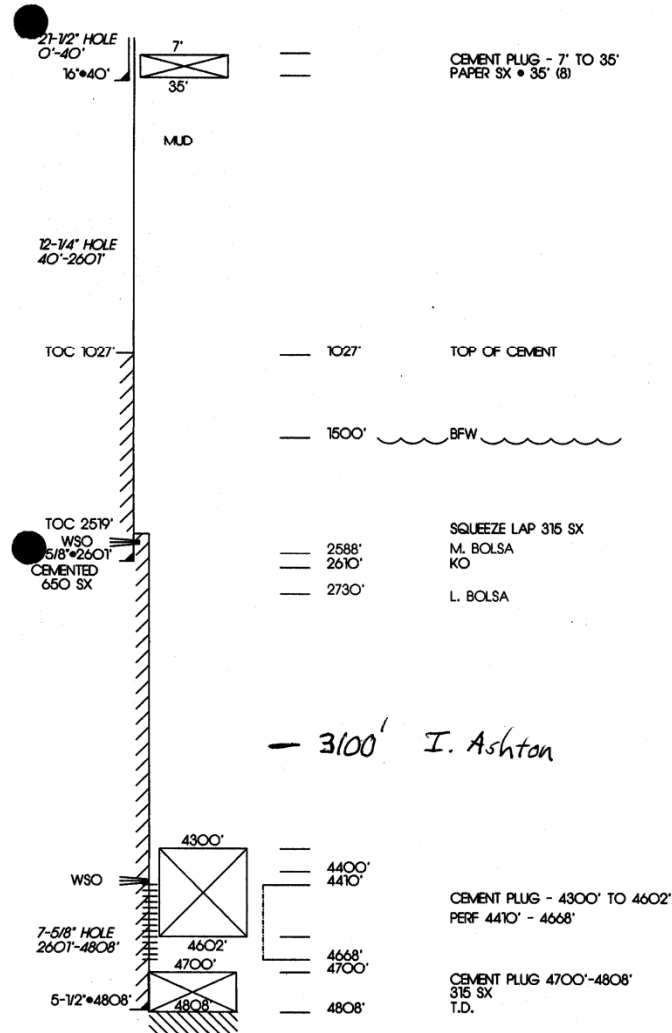 21-1/2" HOLE
0'-40'
7'
CEMENT PLUG - 7' TO 35'
16"•40'
PAPER SX • 35' (8)
35'
MUD
12-1/4" HOLE
40'-2601'
TOC 1027'
1027'
TOP OF CEMENT
1500'
BFW
TOC 2519'
SQUEEZE LAP 315 SX
WSO
2588'
M. BOLSA
5/8"•2601'
2610'
KO
CEMENTED
650 SX
2730'
L. BOLSA
3100' I. Ashton
4300'
4400'
4410'
WSO
CEMENT PLUG - 4300' TO 4602'
PERF 4410' - 4668'
7-5/8" HOLE
2601'-4808'
4602'
4668'
4700'
4700'
CEMENT PLUG 4700'-4808'
315 SX
5-1/2"•4808'
4808'
4808'
T.D.